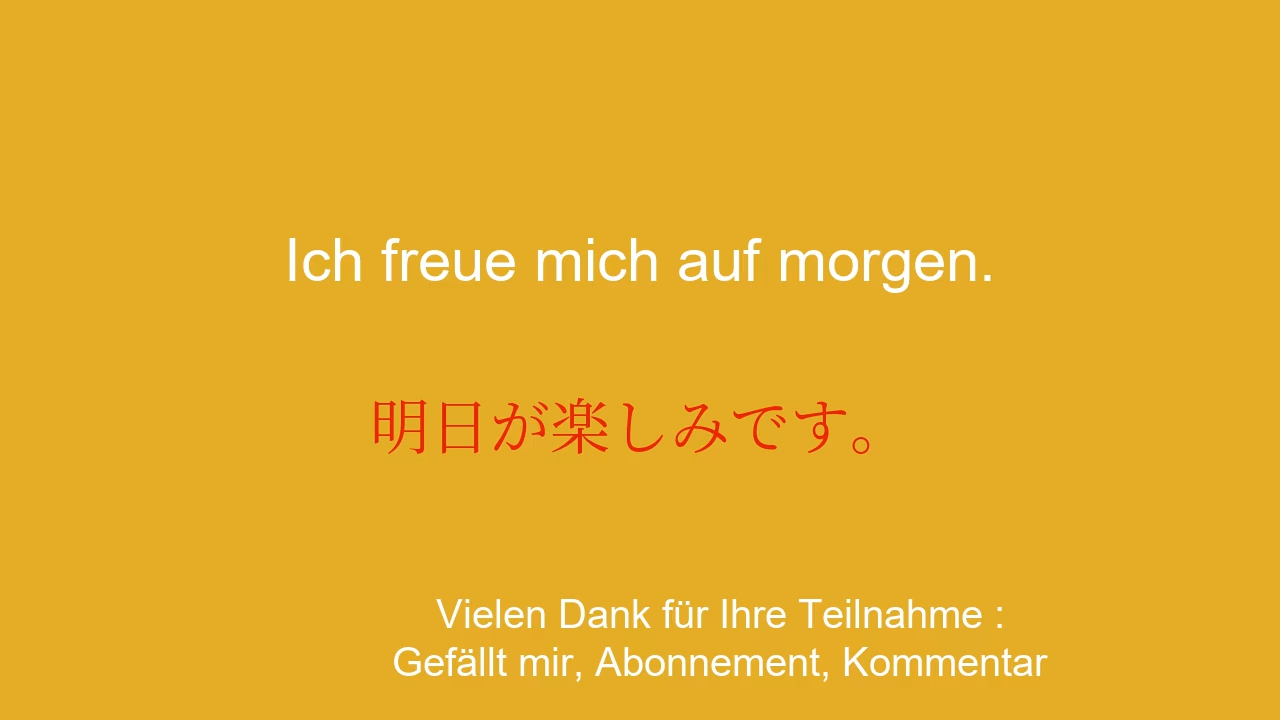 Ich freue mich auf morgen.
明日が楽しみです。
Vielen Dank für Ihre Teilnahme :
Gefällt mir, Abonnement, Kommentar